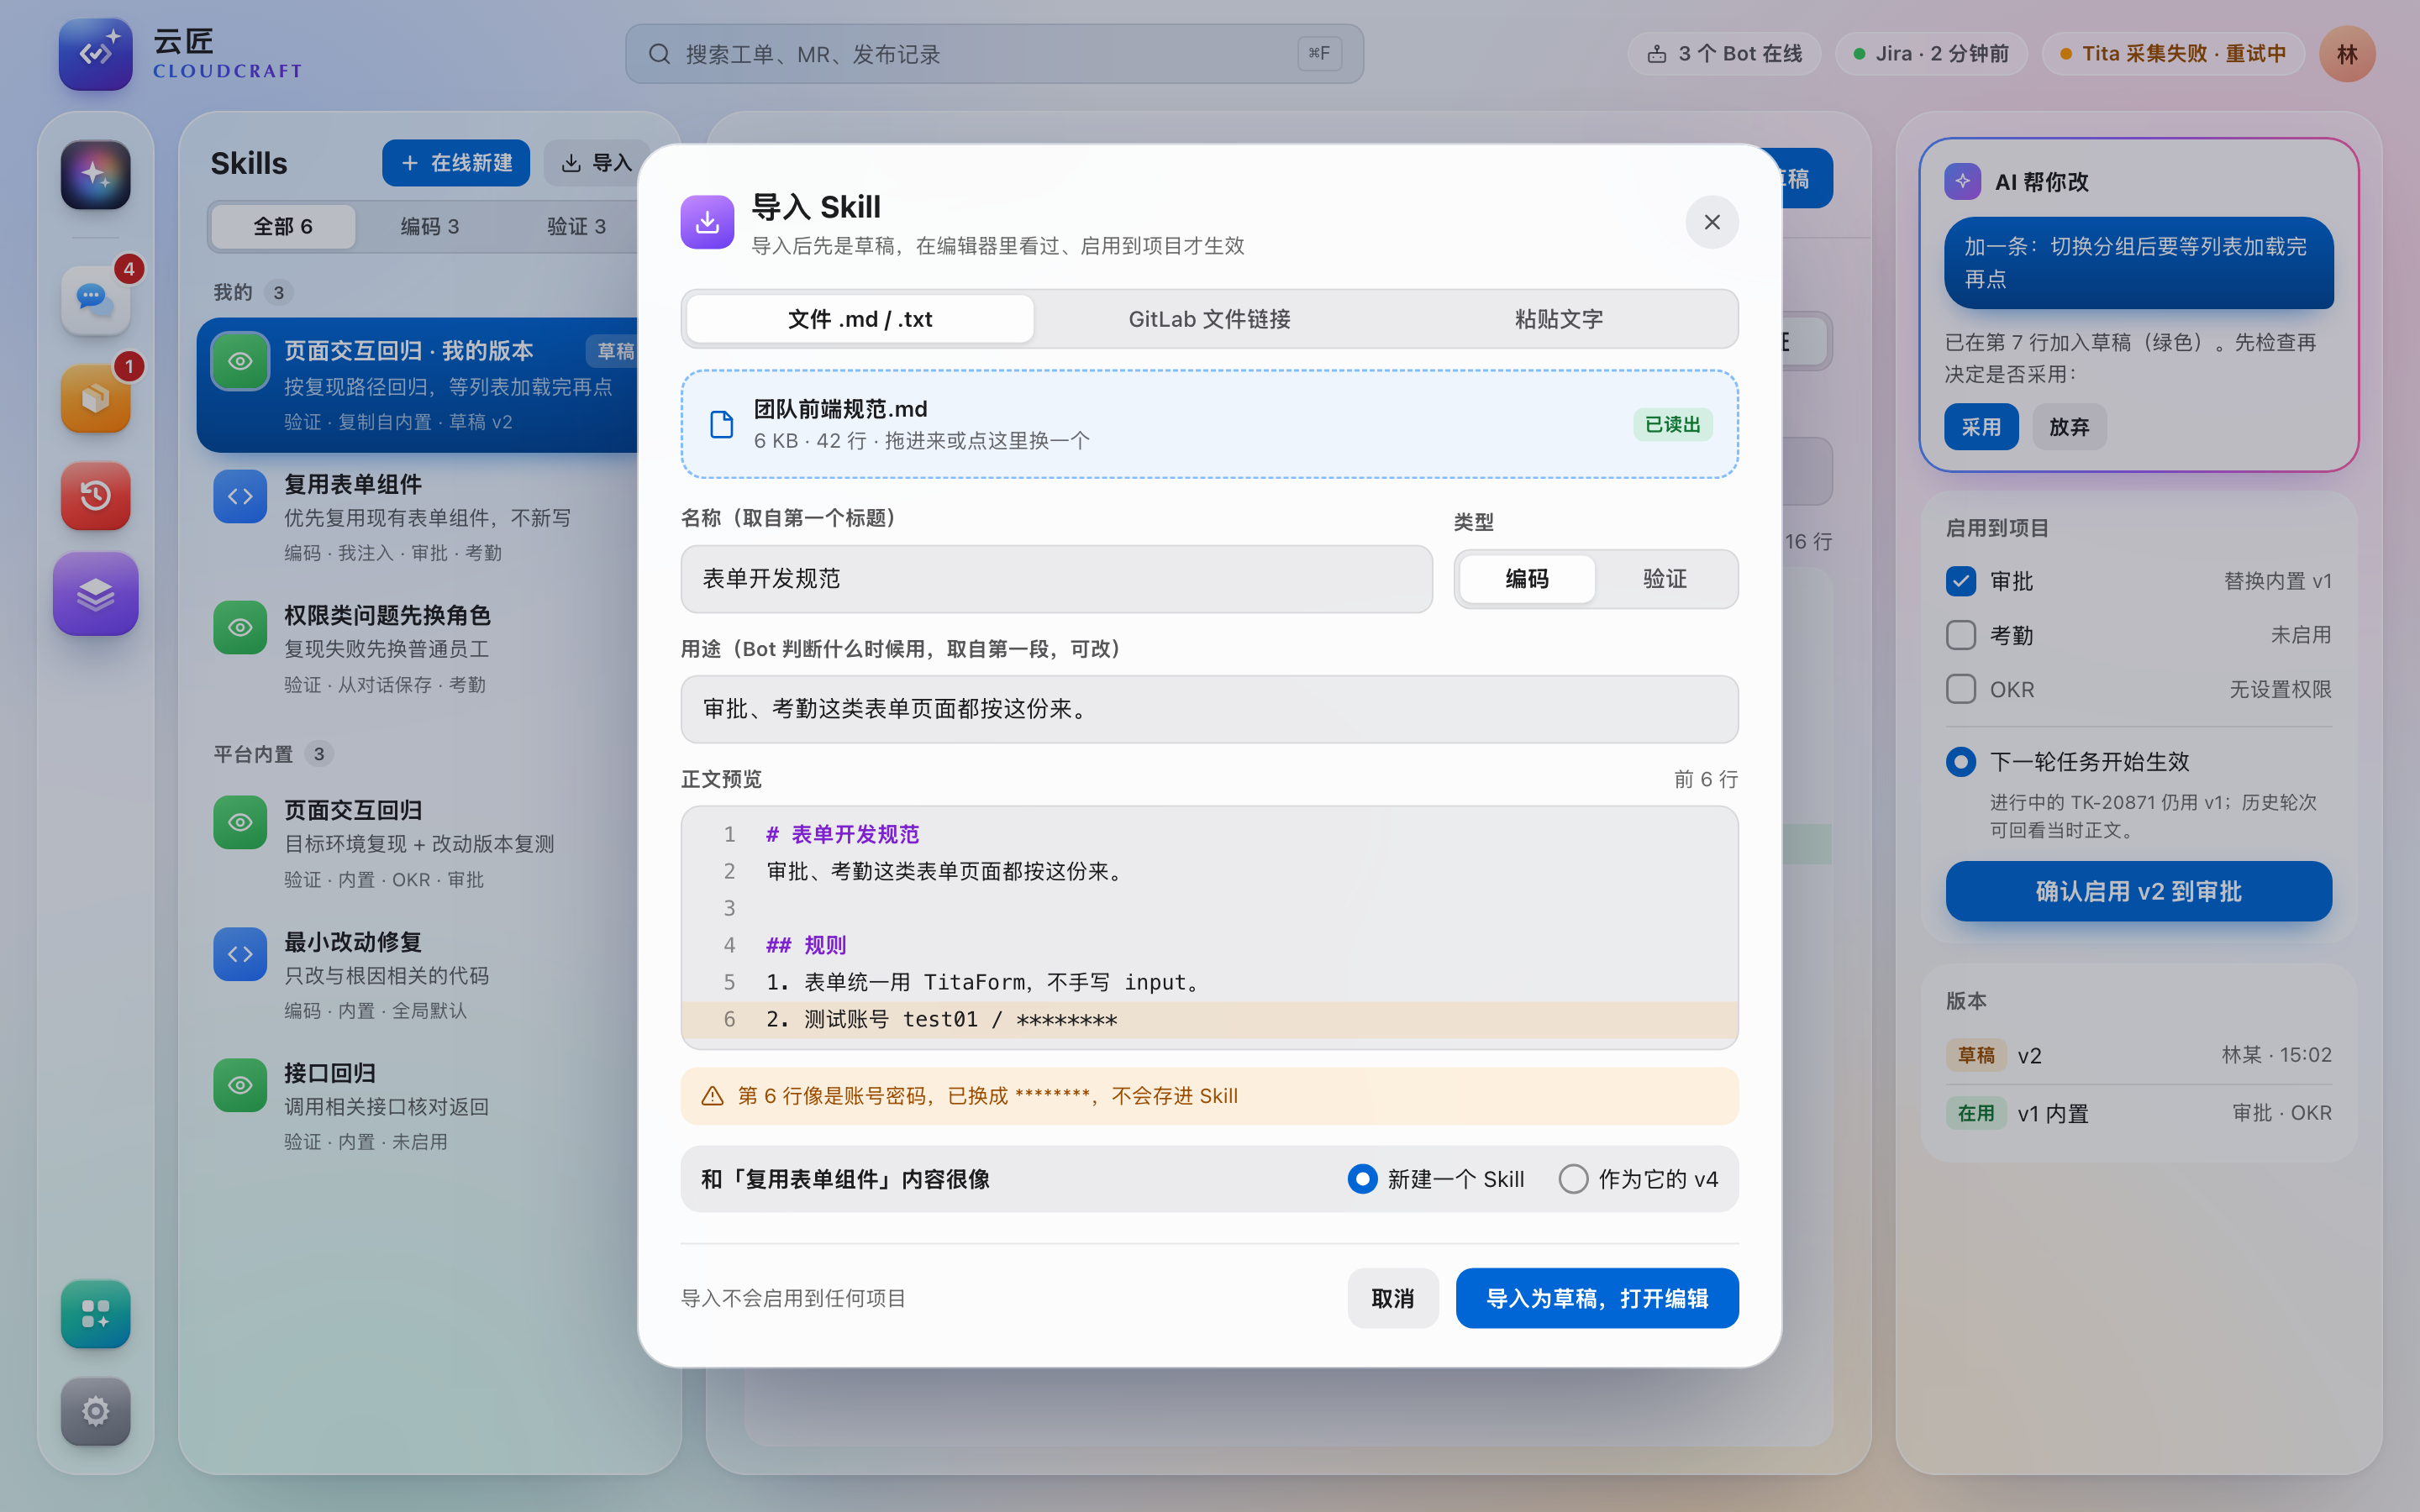 云匠
CLOUDCRAFT
搜索工单、MR、发布记录
⌘F
3 个 Bot 在线
Jira · 2 分钟前
Tita 采集失败 · 重试中
林
4
1
Skills
在线新建
导入
全部 6
编码 3
验证 3
我的 3
页面交互回归 · 我的版本
草稿
按复现路径回归，等列表加载完再点
验证 · 复制自内置 · 草稿 v2
复用表单组件
优先复用现有表单组件，不新写
编码 · 我注入 · 审批 · 考勤
权限类问题先换角色
复现失败先换普通员工
验证 · 从对话保存 · 考勤
平台内置 3
页面交互回归
目标环境复现 + 改动版本复测
验证 · 内置 · OKR · 审批
最小改动修复
只改与根因相关的代码
编码 · 内置 · 全局默认
接口回归
调用相关接口核对返回
验证 · 内置 · 未启用
导入 Skill
导入后先是草稿，在编辑器里看过、启用到项目才生效
文件 .md / .txt
GitLab 文件链接
粘贴文字
团队前端规范.md
6 KB · 42 行 · 拖进来或点这里换一个
已读出
名称（取自第一个标题）
表单开发规范
类型
编码
验证
用途（Bot 判断什么时候用，取自第一段，可改）
审批、考勤这类表单页面都按这份来。
正文预览
前 6 行
1 # 表单开发规范
2 审批、考勤这类表单页面都按这份来。
3
4 ## 规则
5 1. 表单统一用 TitaForm，不手写 input。
6 2. 测试账号 test01 / ********
第 6 行像是账号密码，已换成 ********，不会存进 Skill
和「复用表单组件」内容很像
新建一个 Skill
作为它的 v4
导入不会启用到任何项目
取消
导入为草稿，打开编辑
稿
16 行
AI 帮你改
加一条：切换分组后要等列表加载完
再点
已在第 7 行加入草稿（绿色）。先检查再
决定是否采用：
采用
放弃
启用到项目
审批
替换内置 v1
考勤
未启用
OKR
无设置权限
下一轮任务开始生效
进行中的 TK-20871 仍用 v1；历史轮次
可回看当时正文。
确认启用 v2 到审批
版本
草稿 v2
林某 · 15:02
在用 v1 内置
审批 · OKR